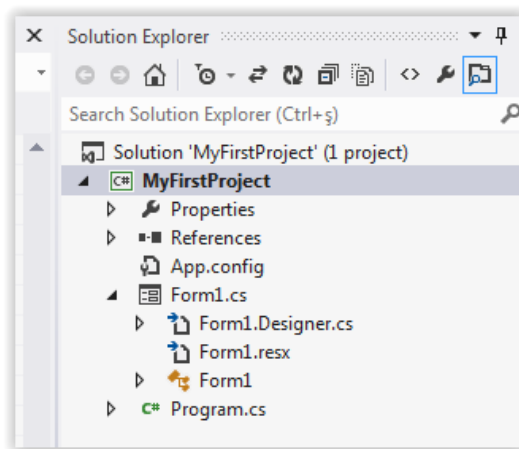 Solution Explorer
Search Solution Explorer (Ctrl+ş)
Solution 'MyFirstProject' (1 project)
C# MyFirstProject
Properties
References
App.config
Form1.cs
Form1.Designer.cs
Form1.resx
Form1
C# Program.cs